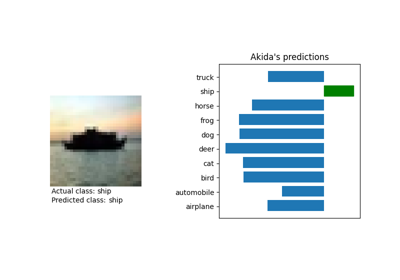 Akida's predictions
truck
ship
horse
frog
dog
deer
cat
bird
automobile
airplane
Actual class: ship
Predicted class: ship